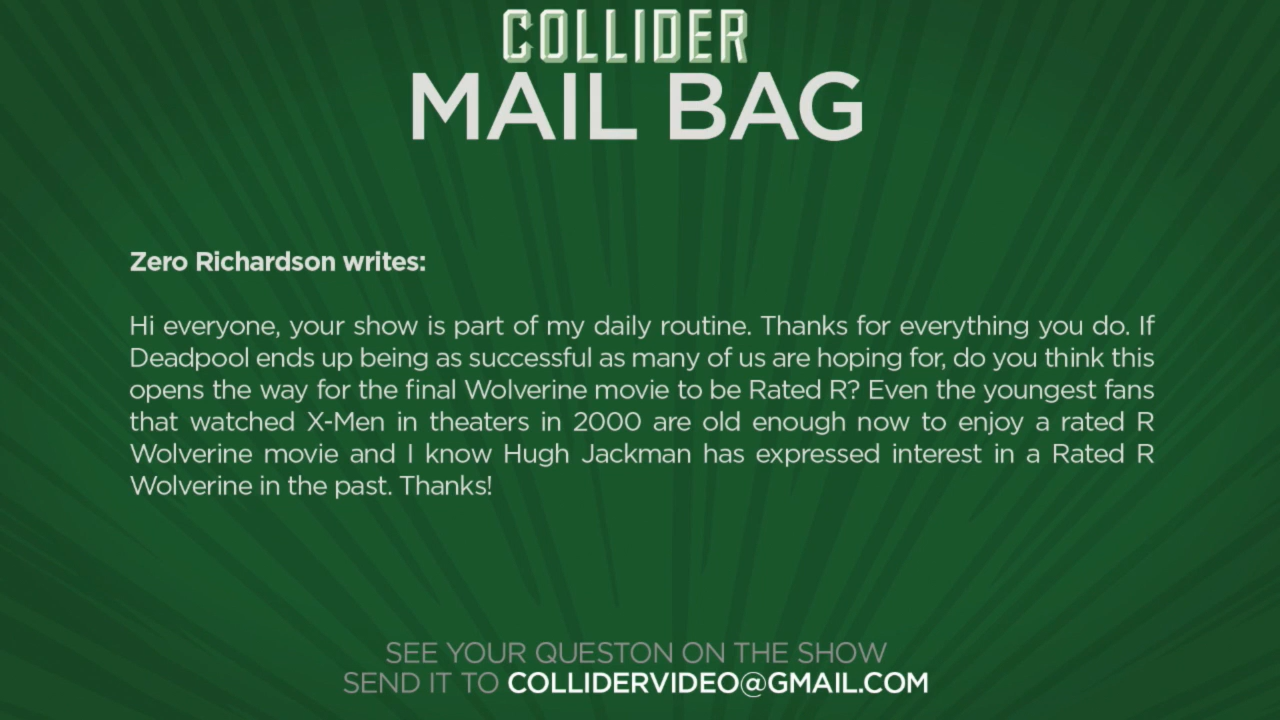 COLLIDER
MAIL BAG
Zero Richardson writes:
Hi everyone, your show is part of my daily routine. Thanks for everything you do. If
Deadpool ends up being as successful as many of us are hoping for, do you think this
opens the way for the final Wolverine movie to be Rated R? Even the youngest fans
that watched X-Men in theaters in 2000 are old enough now to enjoy a rated R
Wolverine movie and I know Hugh Jackman has expressed interest in a Rated R
Wolverine in the past. Thanks!
SEE YOUR QUESTON ON THE SHOW
SEND IT TO COLLIDERVIDEO@GMAIL.COM